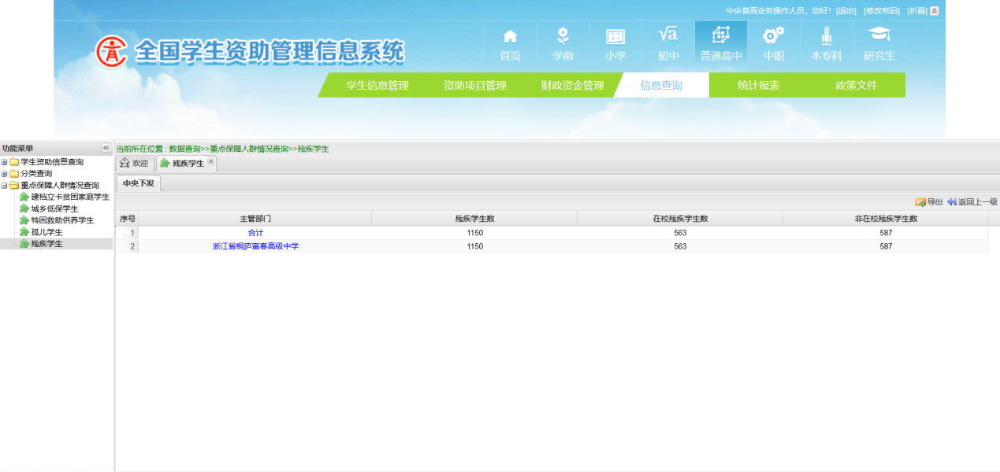 中央普高业务操作人员，您好！[退出] [修改密码] [折叠]
全国学生资助管理信息系统
首页 学前 小学 初中 普通高中 中职 本专科 研究生
学生信息管理 资助项目管理 财政资金管理 信息查询 统计报表 政策文件
功能菜单
学生资助信息查询
分类查询
重点保障人群情况查询
建档立卡贫困家庭学生
城乡低保学生
特困救助供养学生
孤儿学生
残疾学生
当前所在位置 : 数据查询>>重点保障人群情况查询>>残疾学生
欢迎 残疾学生
中央下发
导出 返回上一级
序号 主管部门 残疾学生数 在校残疾学生数 非在校残疾学生数
1 合计 1150 563 587
2 浙江省桐庐富春高级中学 1150 563 587